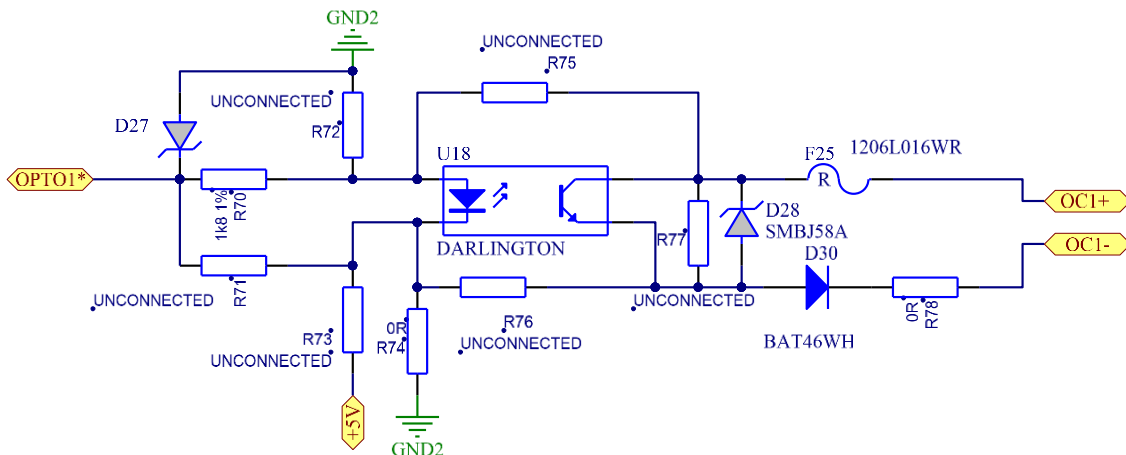 GND2
UNCONNECTED
R75
D27
UNCONNECTED
R72
U18
F25
1206L016WR
OPTO1*
R
1k8 1%
R70
OC1+
D28
SMBJ58A
R77
DARLINGTON
D30
OC1-
R71
UNCONNECTED
UNCONNECTED
R73
UNCONNECTED
0R
R74
R76
UNCONNECTED
0R
R78
BAT46WH
+5V
GND2